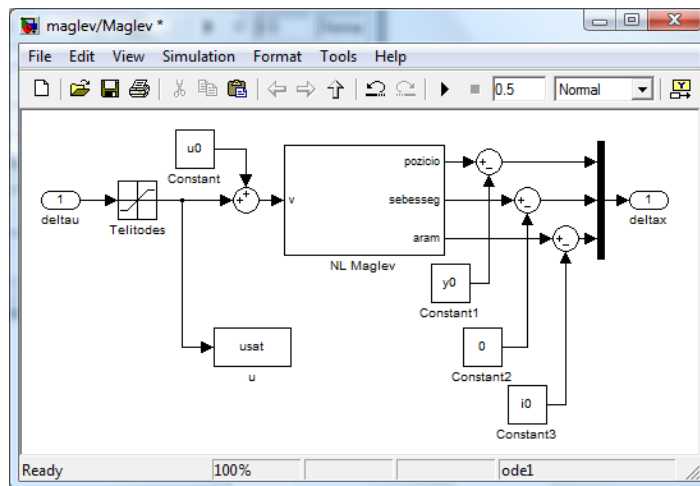 maglev/Maglev *
File Edit View Simulation Format Tools Help
0.5 Normal
u0
Constant
1
deltau
Telitodes
v
pozicio
sebesseg
aram
NL Maglev
1
deltax
y0
Constant1
usat
u
0
Constant2
i0
Constant3
Ready 100% ode1